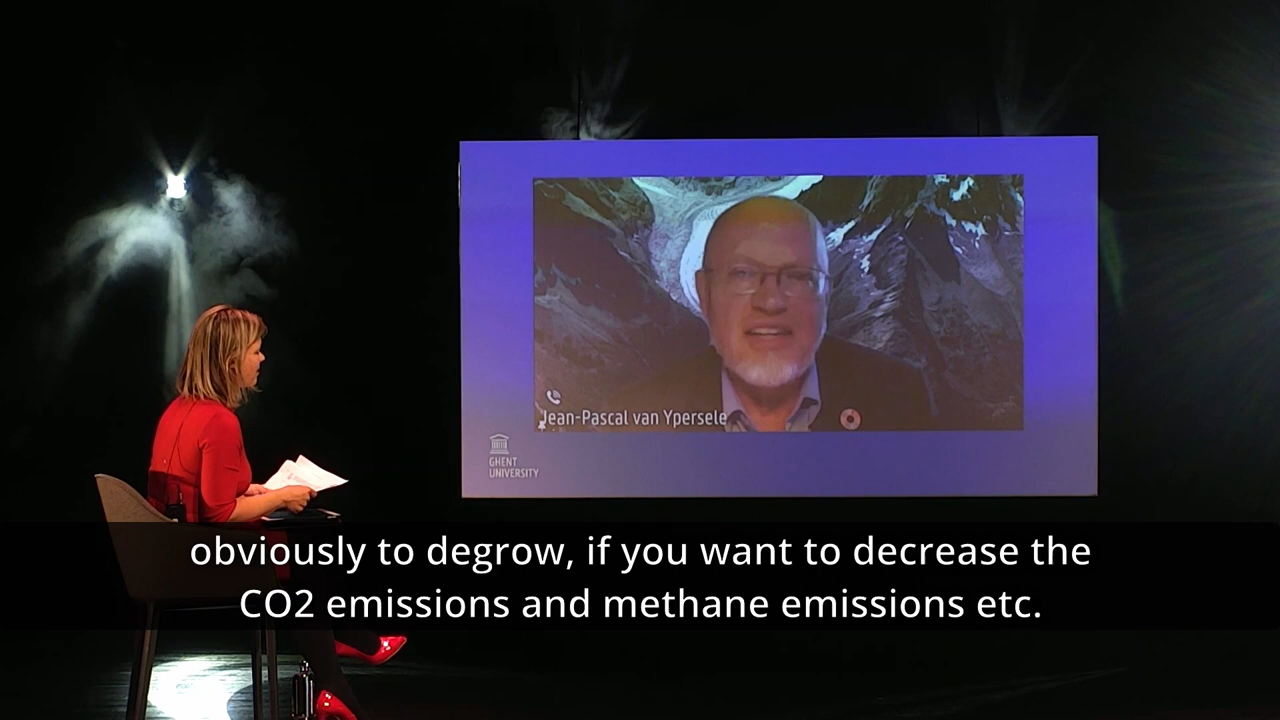 Jean-Pascal van Ypersele
GHENT
UNIVERSITY
obviously to degrow, if you want to decrease the
CO2 emissions and methane emissions etc.